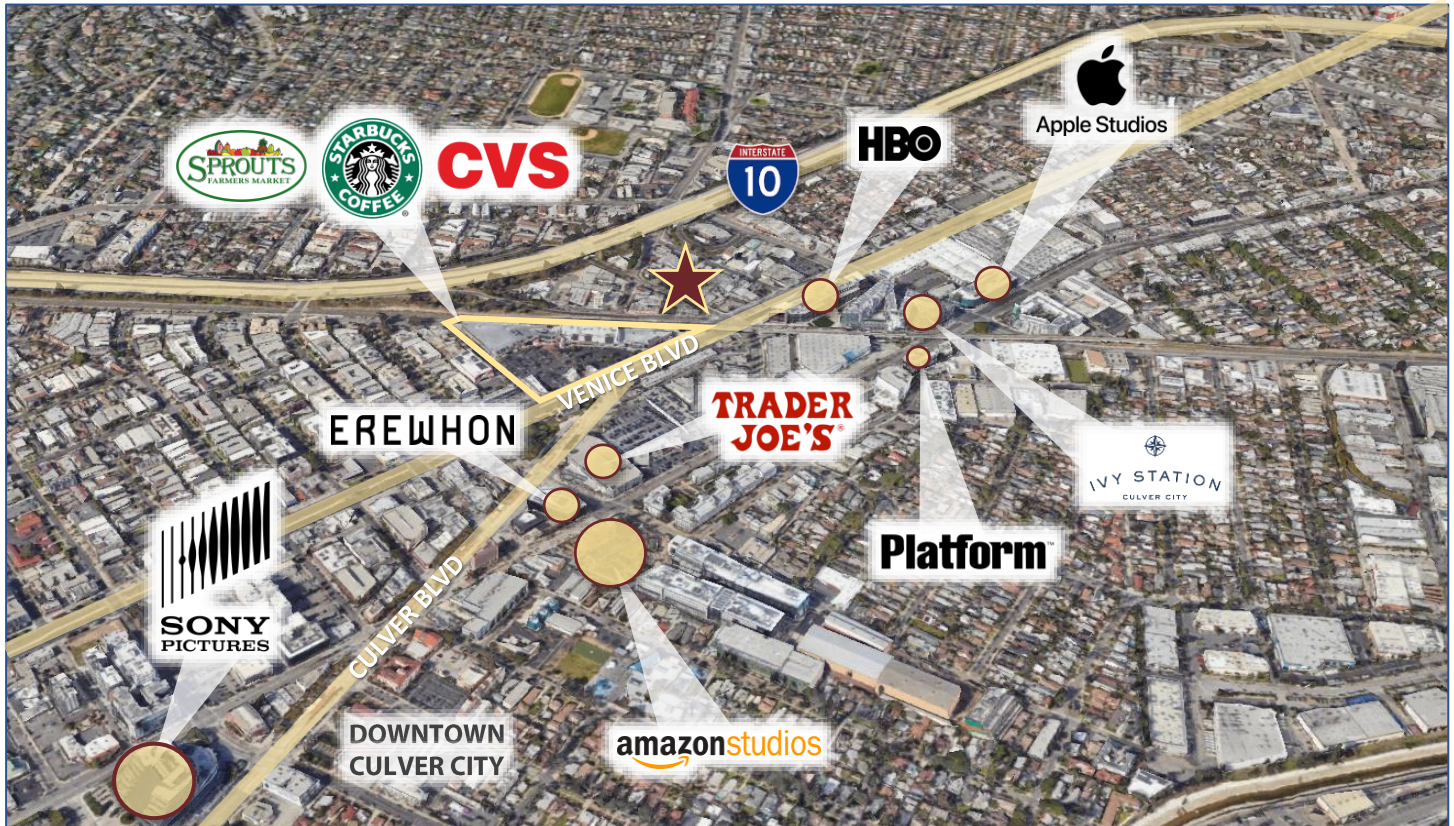 Apple Studios
HBO
INTERSTATE
10
SPROUTS
FARMERS MARKET
STARBUCKS
COFFEE
®
CVS
VENICE BLVD
TRADER
JOE'S®
EREWHON
IVY STATION
CULVER CITY
Platform™
SONY
PICTURES
CULVER BLVD
DOWNTOWN
CULVER CITY
amazonstudios